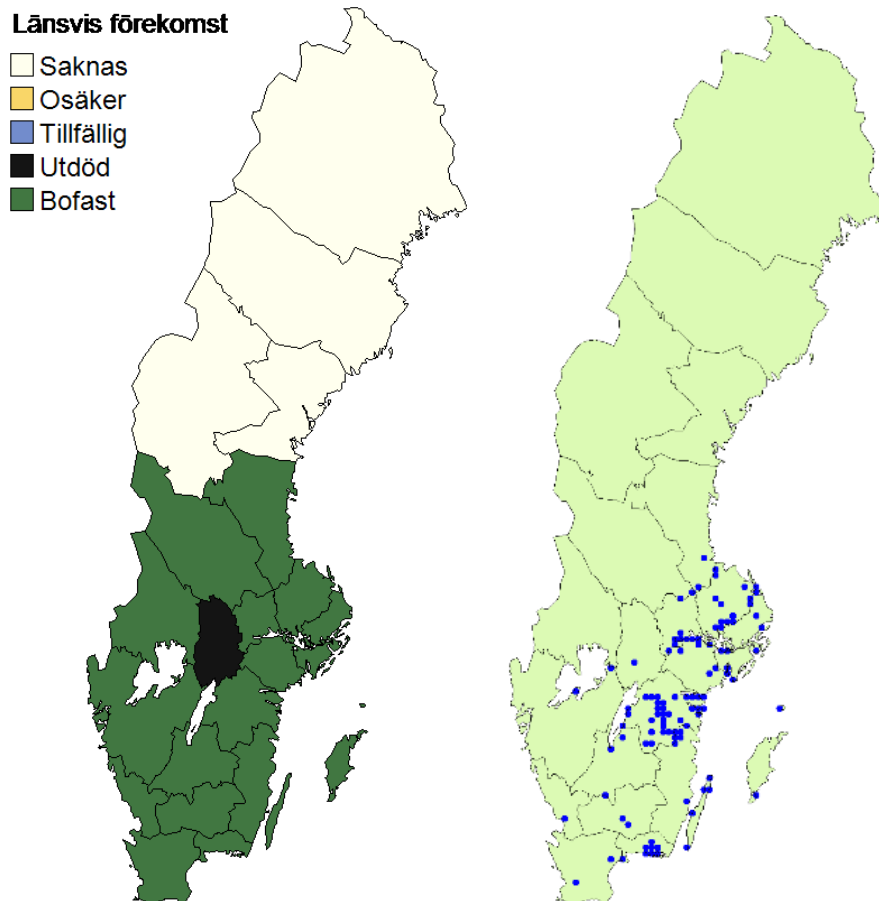 Länsvis förekomst
Saknas
Osäker
Tillfällig
Utdöd
Bofast